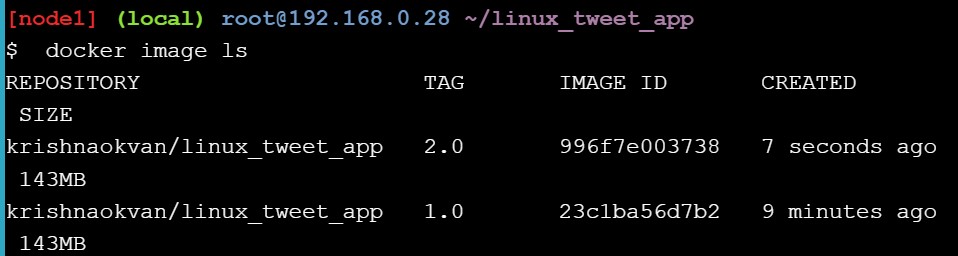 [node1] (local) root@192.168.0.28 ~/linux_tweet_app
$  docker image ls
REPOSITORY                     TAG       IMAGE ID       CREATED
 SIZE
krishnaokvan/linux_tweet_app   2.0       996f7e003738   7 seconds ago
 143MB
krishnaokvan/linux_tweet_app   1.0       23c1ba56d7b2   9 minutes ago
 143MB